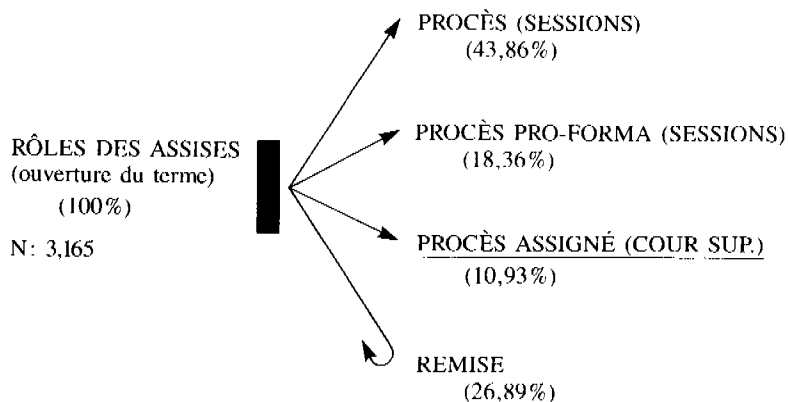 PROCÈS (SESSIONS)
(43,86%)
RÔLES DES ASSISES
(ouverture du terme)
(100%)
N: 3,165
PROCÈS PRO-FORMA (SESSIONS)
(18,36%)
PROCÈS ASSIGNÉ (COUR SUP.)
(10,93%)
REMISE
(26,89%)